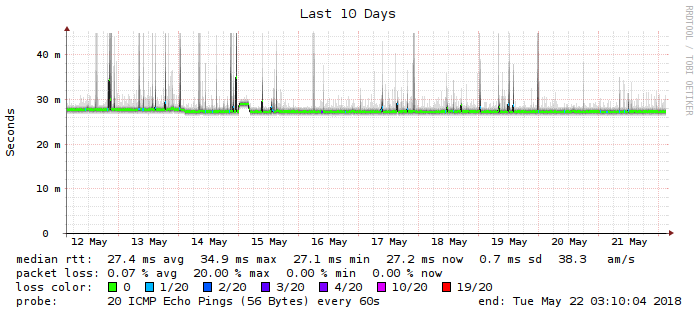 Last 10 Days
RRDTOOL / TOBI OETIKER
Seconds
40 m
30 m
20 m
10 m
0
12 May 13 May 14 May 15 May 16 May 17 May 18 May 19 May 20 May 21 May
median rtt: 27.4 ms avg 34.9 ms max 27.1 ms min 27.2 ms now 0.7 ms sd 38.3 am/s
packet loss: 0.07 % avg 20.00 % max 0.00 % min 0.00 % now
loss color: 0 1/20 2/20 3/20 4/20 10/20 19/20
probe: 20 ICMP Echo Pings (56 Bytes) every 60s end: Tue May 22 03:10:04 2018